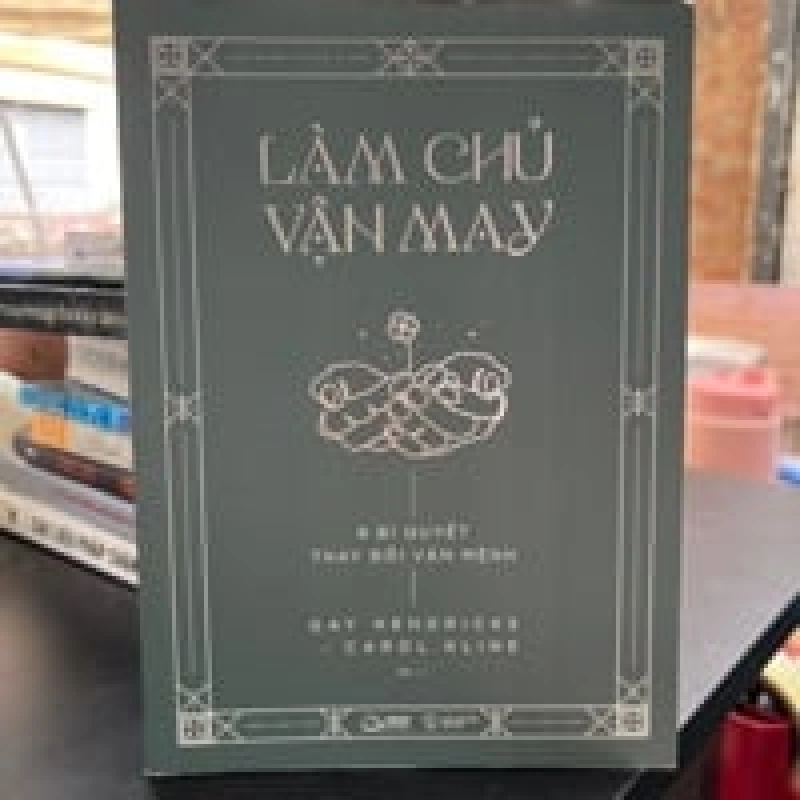 LÀM CHỦ
VẬN MAY
8 BÍ QUYẾT
THAY ĐỔI VẬN MỆNH
GAY HENDRICKS
- CAROL KLINE